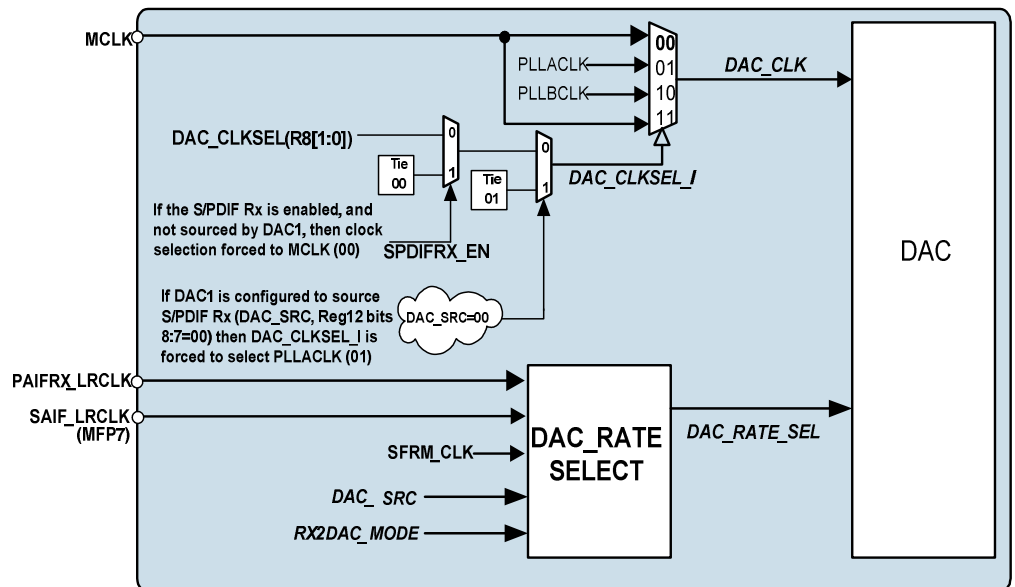 MCLK
00
PLLACLK
01
DAC_CLK
PLLBCLK
10
11
DAC_CLKSEL(R8[1:0])
0
Tie
00
1
0
Tie
01
1
DAC_CLKSEL_I
If the S/PDIF Rx is enabled, and
not sourced by DAC1, then clock
selection forced to MCLK (00)
SPDIFRX_EN
DAC
If DAC1 is configured to source
S/PDIF Rx (DAC_SRC, Reg12 bits
8:7=00) then DAC_CLKSEL_I is
forced to select PLLACLK (01)
DAC_SRC=00
PAIFRX_LRCLK
SAIF_LRCLK
(MFP7)
SFRM_CLK
DAC_ SRC
RX2DAC_MODE
DAC_RATE
SELECT
DAC_RATE_SEL